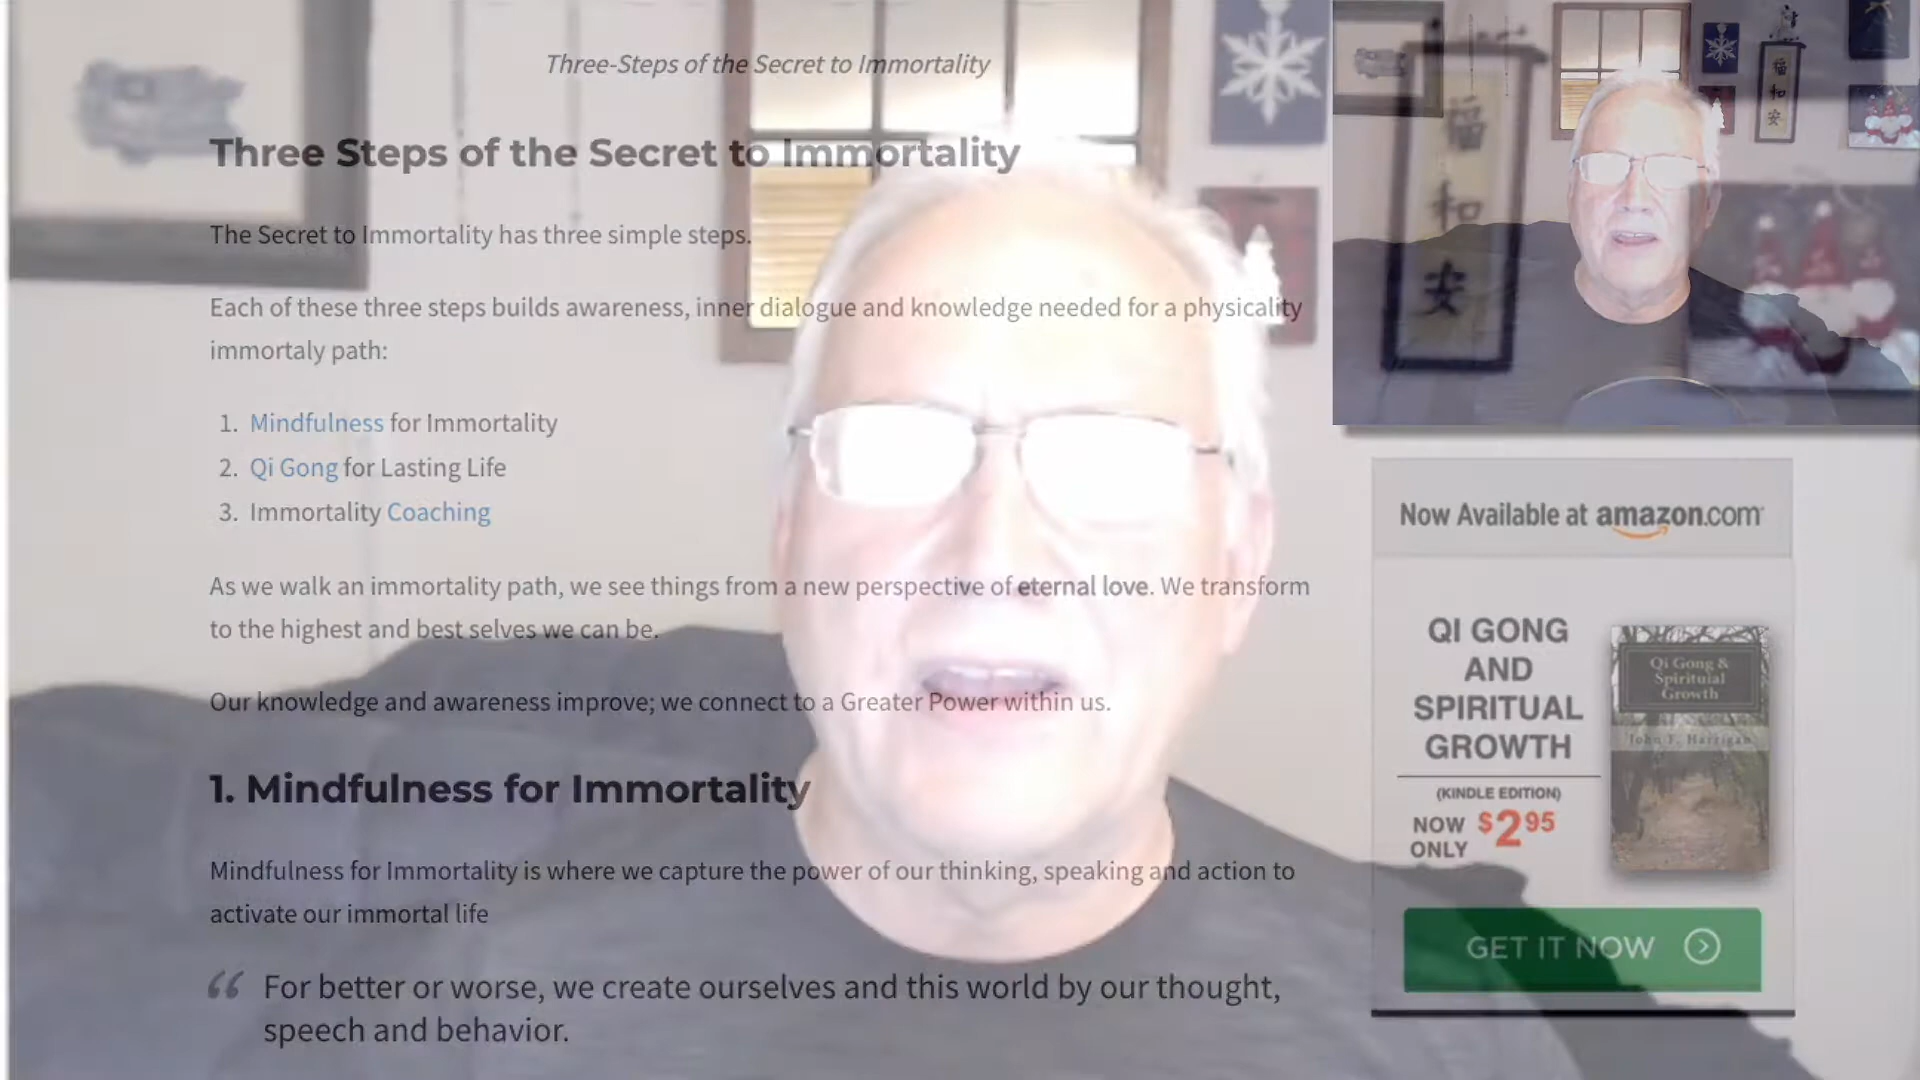 Three-Steps of the Secret to Immortality
Three Steps of the Secret to Immortality
The Secret to Immortality has three simple steps.
Each of these three steps builds awareness, inner dialogue and knowledge needed for a physicality
immortaly path:
1. Mindfulness for Immortality
2. Qi Gong for Lasting Life
3. Immortality Coaching
As we walk an immortality path, we see things from a new perspective of eternal love. We transform
to the highest and best selves we can be.
Our knowledge and awareness improve; we connect to a Greater Power within us.
1. Mindfulness for Immortality
Mindfulness for Immortality is where we capture the power of our thinking, speaking and action to
activate our immortal life
“ For better or worse, we create ourselves and this world by our thought,
speech and behavior.
福
和
安
福
和
安
Now Available at amazon.com
QI GONG
AND
SPIRITUAL
GROWTH
(KINDLE EDITION)
NOW
ONLY
$2.95
Qi Gong &
Spiritual
Growth
John F. Harrigan
GET IT NOW